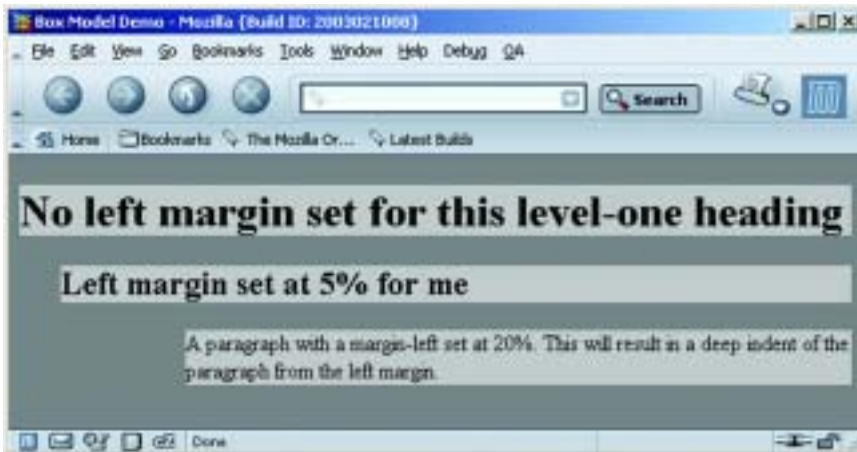 Box Model Demo - Mozilla {Build ID: 2003021008}
File Edit View Go Bookmarks Tools Window Help Debug QA
Search
Home Bookmarks The Mozilla Or... Latest Builds
No left margin set for this level-one heading
Left margin set at 5% for me
A paragraph with a margin-left set at 20%. This will result in a deep indent of the
paragraph from the left margin.
Done